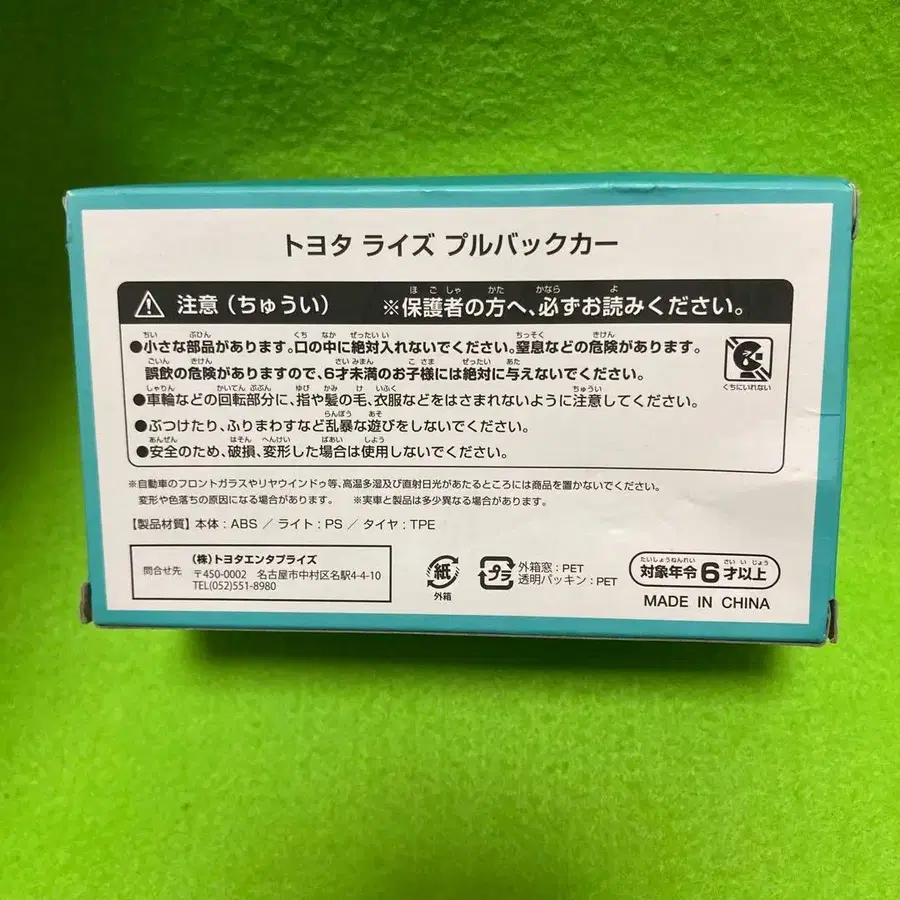 トヨタ ライズ プルバックカー
注意（ちゅうい） ※保護者の方へ、必ずお読みください。
●小さな部品があります。口の中に絶対入れないでください。窒息などの危険があります。
誤飲の危険がありますので、6才未満のお子様には絶対に与えないでください。
●車輪などの回転部分に、指や髪の毛、衣服などをはさまれないように注意してください。
●ぶつけたり、ふりまわすなど乱暴な遊びをしないでください。
●安全のため、破損、変形した場合は使用しないでください。
くちにいれない
※自動車のフロントガラスやリヤウインドゥ等、高温多湿及び直射日光があたるところには商品を置かないでください。
変形や色落ちの原因になる場合があります。 ※実車と製品は多少異なる場合があります。
【製品材質】本体：ABS ／ ライト：PS ／ タイヤ：TPE
問合せ先
（株）トヨタエンタプライズ
〒450-0002 名古屋市中村区名駅4-4-10
TEL(052)551-8980
紙
外箱
プラ
外箱窓：PET
透明パッキン：PET
対象年令6才以上
MADE IN CHINA